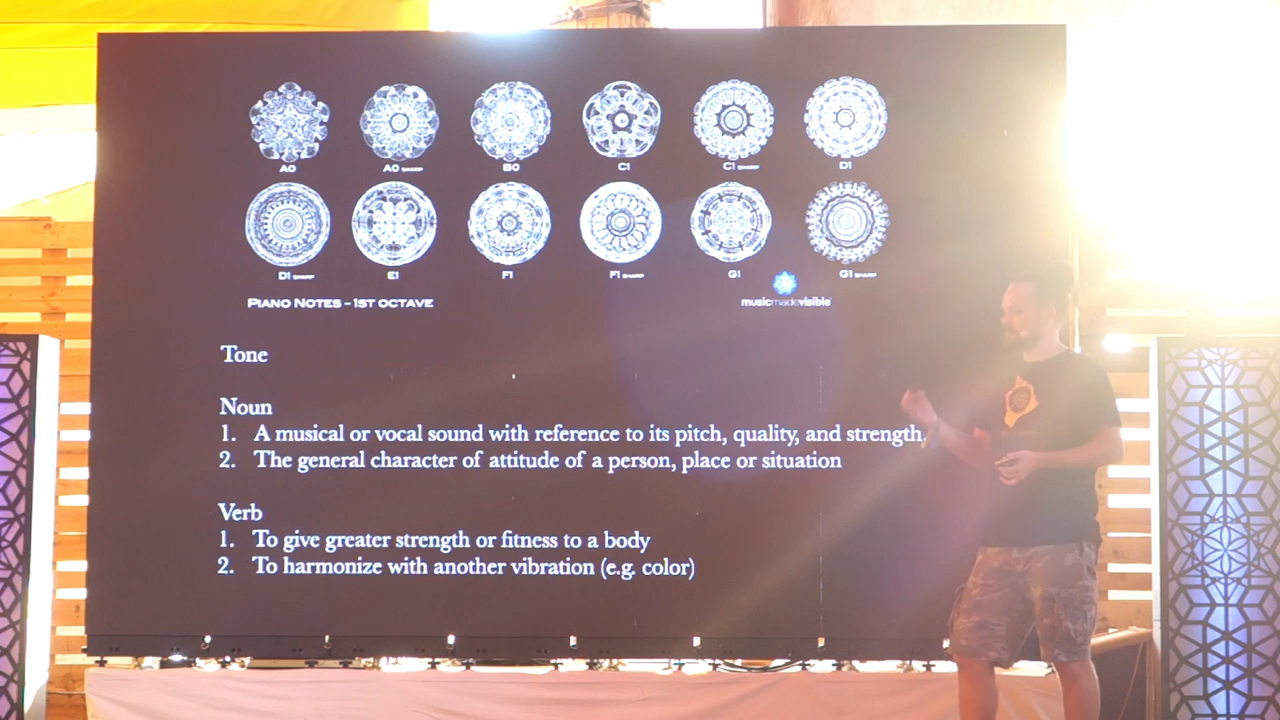 A0 A0 SHARP B0 C1 C1 SHARP D1
D1 SHARP E1 F1 F1 SHARP G1 G1 SHARP
PIANO NOTES - 1ST OCTAVE
musicmadevisible
Tone
Noun
1. A musical or vocal sound with reference to its pitch, quality, and strength.
2. The general character of attitude of a person, place or situation
Verb
1. To give greater strength or fitness to a body
2. To harmonize with another vibration (e.g. color)